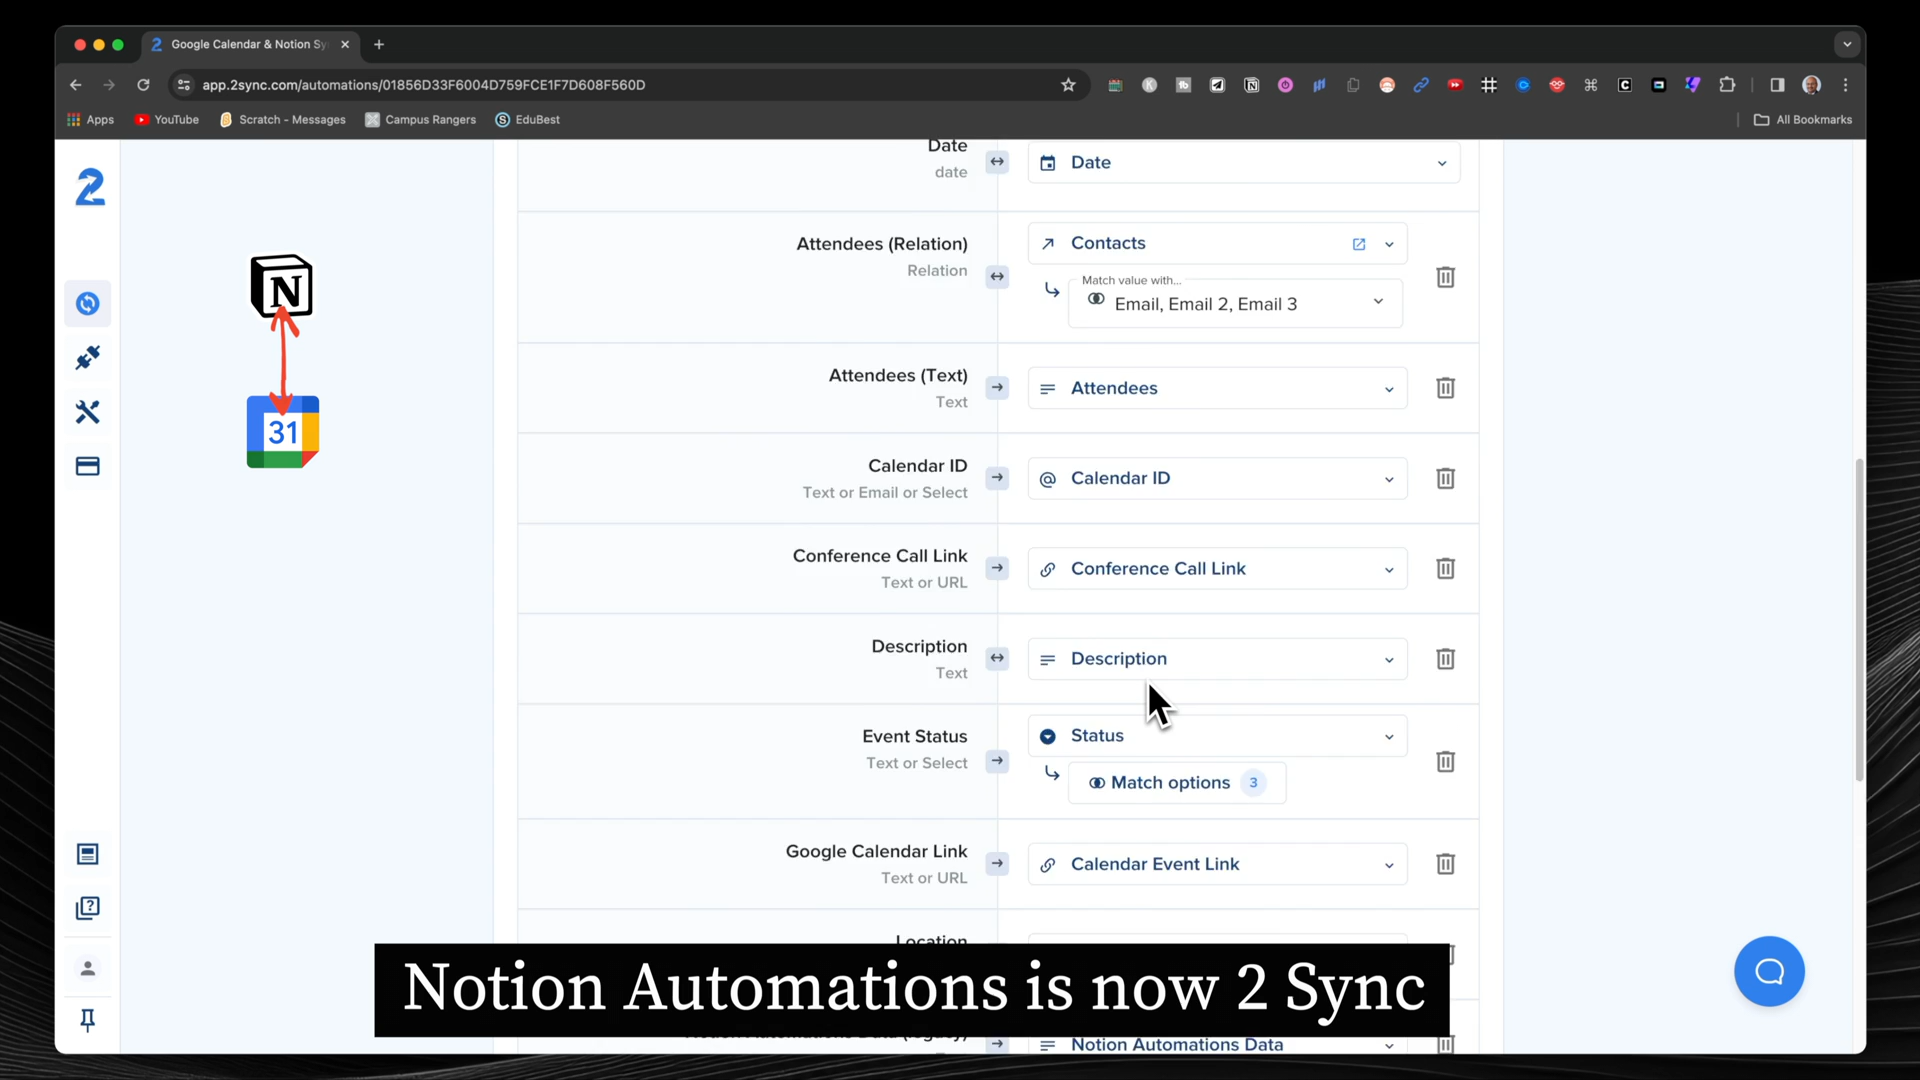 Google Calendar & Notion Sy
app.2sync.com/automations/01856D33F6004D759FCE1F7D608F560D
Apps
YouTube
Scratch - Messages
Campus Rangers
EduBest
All Bookmarks
Date
date
Date
Attendees (Relation)
Relation
Contacts
Match value with...
Email, Email 2, Email 3
N
31
Attendees (Text)
Text
Attendees
Calendar ID
Text or Email or Select
Calendar ID
Conference Call Link
Text or URL
Conference Call Link
Description
Text
Description
Event Status
Text or Select
Status
Match options 3
Google Calendar Link
Text or URL
Calendar Event Link
Location
Notion Automations is now 2 Sync
Notion Automations Data